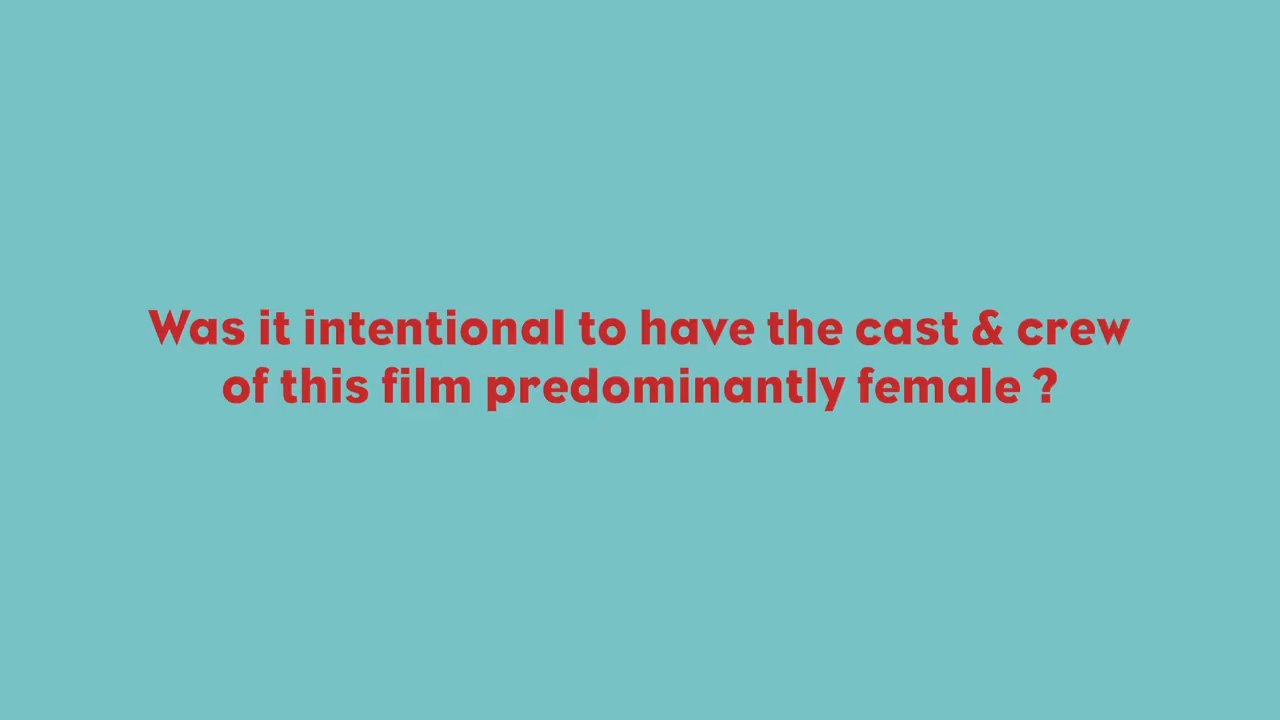 Was it intentional to have the cast & crew
of this film predominantly female ?